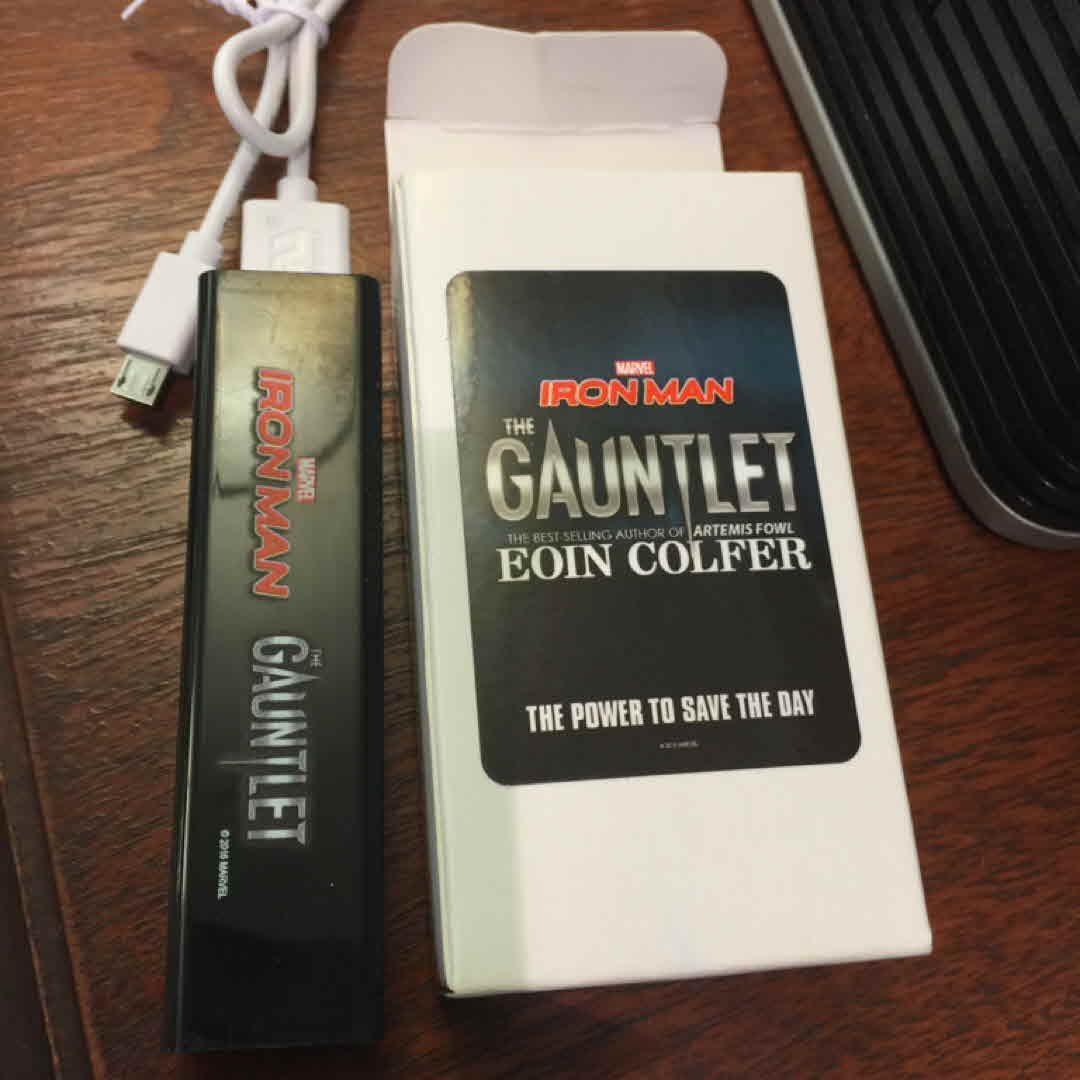 MARVEL
IRON MAN
THE
GAUNTLET
© 2016 MARVEL
MARVEL
IRON MAN
THE
GAUNTLET
THE BEST-SELLING AUTHOR OF ARTEMIS FOWL
EOIN COLFER
THE POWER TO SAVE THE DAY